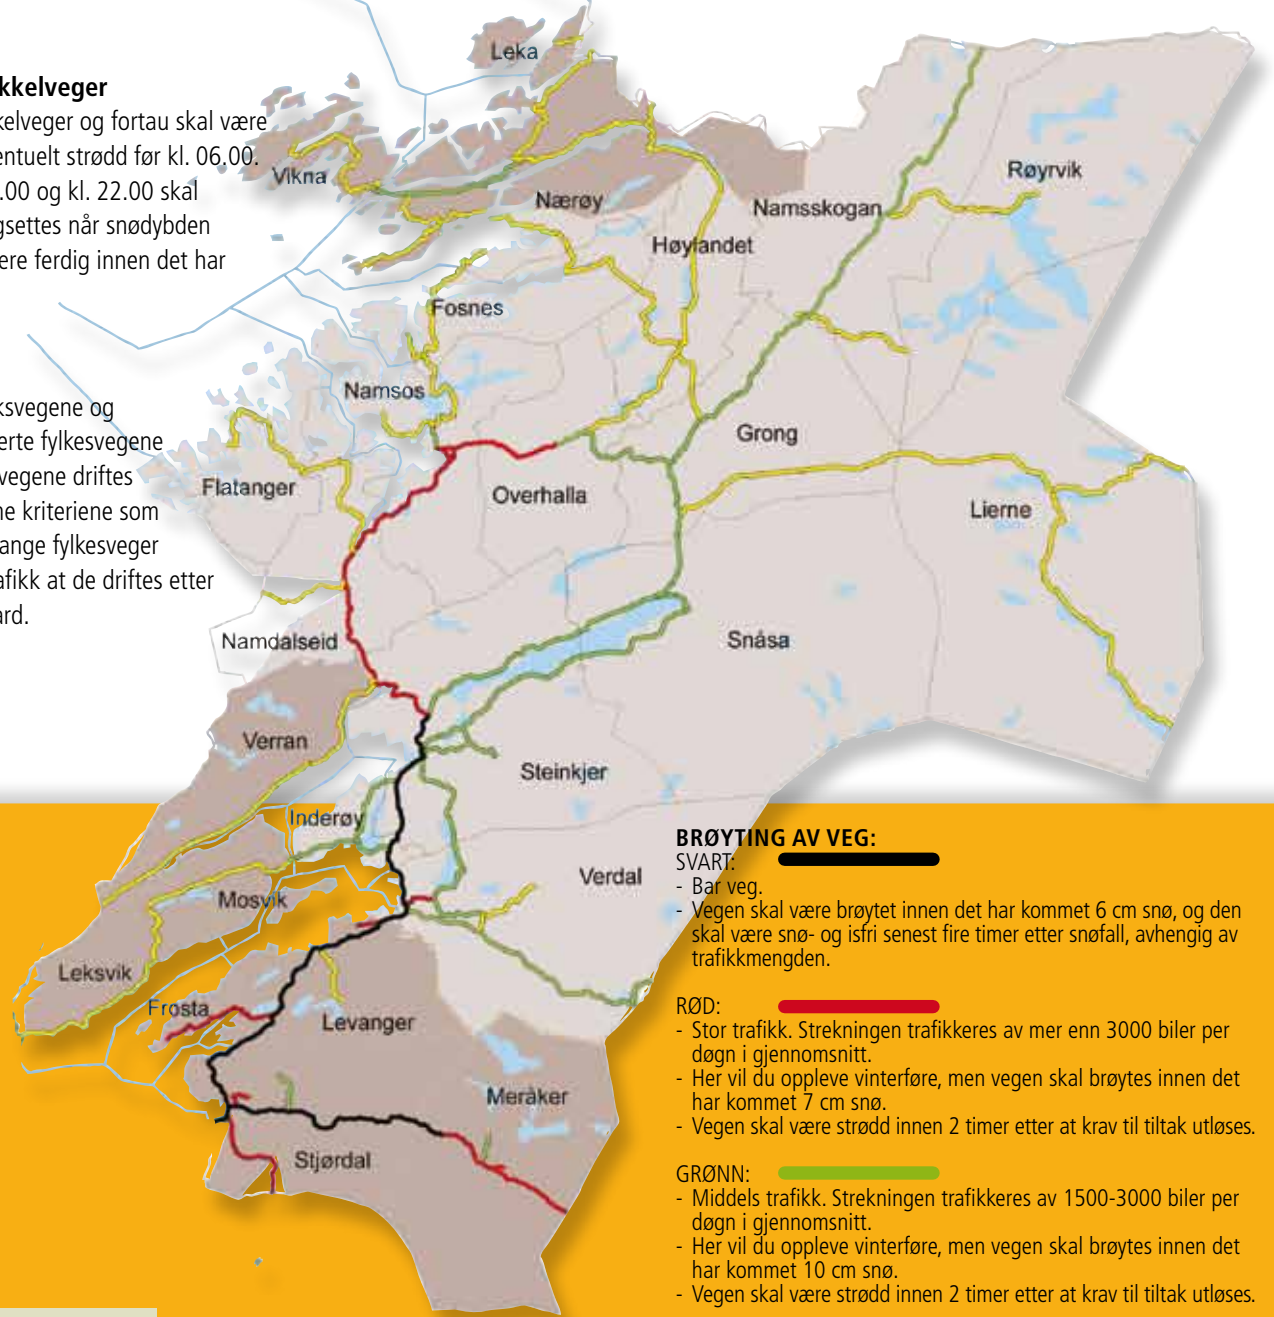 kkelveger
kelveger og fortau skal være
entuelt strødd før kl. 06.00.
.00 og kl. 22.00 skal
gsettes når snødybden
ere ferdig innen det har
ksvegene og
erte fylkesvegene
vegene driftes
ne kriteriene som
ange fylkesveger
afikk at de driftes etter
ard.
Leka
Vikna
Nærøy
Røyrvik
Namsskogan
Høylandet
Fosnes
Namsos
Grong
Flatanger
Overhalla
Lierne
Namdalseid
Snåsa
Verran
Steinkjer
Inderøy
Verdal
Mosvik
Leksvik
Frosta
Levanger
Meråker
Stjørdal
BRØYTING AV VEG:
SVART:
- Bar veg.
- Vegen skal være brøytet innen det har kommet 6 cm snø, og den
skal være snø- og isfri senest fire timer etter snøfall, avhengig av
trafikkmengden.
RØD:
- Stor trafikk. Strekningen trafikkeres av mer enn 3000 biler per
døgn i gjennomsnitt.
- Her vil du oppleve vinterføre, men vegen skal brøytes innen det
har kommet 7 cm snø.
- Vegen skal være strødd innen 2 timer etter at krav til tiltak utløses.
GRØNN:
- Middels trafikk. Strekningen trafikkeres av 1500-3000 biler per
døgn i gjennomsnitt.
- Her vil du oppleve vinterføre, men vegen skal brøytes innen det
har kommet 10 cm snø.
- Vegen skal være strødd innen 2 timer etter at krav til tiltak utløses.